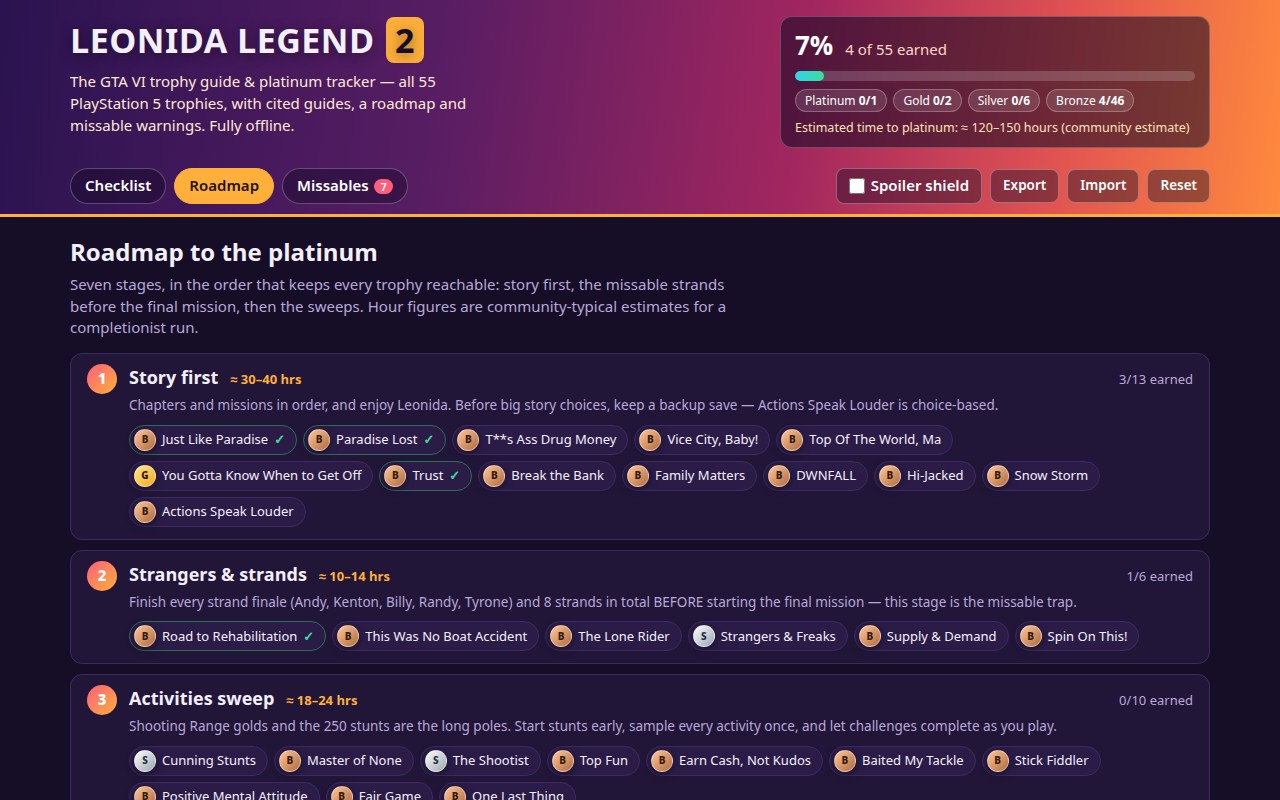 LEONIDA LEGEND 2
The GTA VI trophy guide & platinum tracker — all 55
PlayStation 5 trophies, with cited guides, a roadmap and
missable warnings. Fully offline.
7% 4 of 55 earned
Platinum 0/1 Gold 0/2 Silver 0/6 Bronze 4/46
Estimated time to platinum: ≈ 120–150 hours (community estimate)
Checklist Roadmap Missables 7
Spoiler shield Export Import Reset
Roadmap to the platinum
Seven stages, in the order that keeps every trophy reachable: story first, the missable strands
before the final mission, then the sweeps. Hour figures are community-typical estimates for a
completionist run.
1 Story first ≈ 30–40 hrs 3/13 earned
Chapters and missions in order, and enjoy Leonida. Before big story choices, keep a backup save — Actions Speak Louder is choice-based.
B Just Like Paradise ✓ B Paradise Lost ✓ B T**s Ass Drug Money B Vice City, Baby! B Top Of The World, Ma
G You Gotta Know When to Get Off B Trust ✓ B Break the Bank B Family Matters B DWNFALL B Hi-Jacked B Snow Storm
B Actions Speak Louder
2 Strangers & strands ≈ 10–14 hrs 1/6 earned
Finish every strand finale (Andy, Kenton, Billy, Randy, Tyrone) and 8 strands in total BEFORE starting the final mission — this stage is the missable trap.
B Road to Rehabilitation ✓ B This Was No Boat Accident B The Lone Rider S Strangers & Freaks B Supply & Demand B Spin On This!
3 Activities sweep ≈ 18–24 hrs 0/10 earned
Shooting Range golds and the 250 stunts are the long poles. Start stunts early, sample every activity once, and let challenges complete as you play.
S Cunning Stunts B Master of None S The Shootist B Top Fun B Earn Cash, Not Kudos B Baited My Tackle B Stick Fiddler
B Positive Mental Attitude B Fair Game B One Last Thing